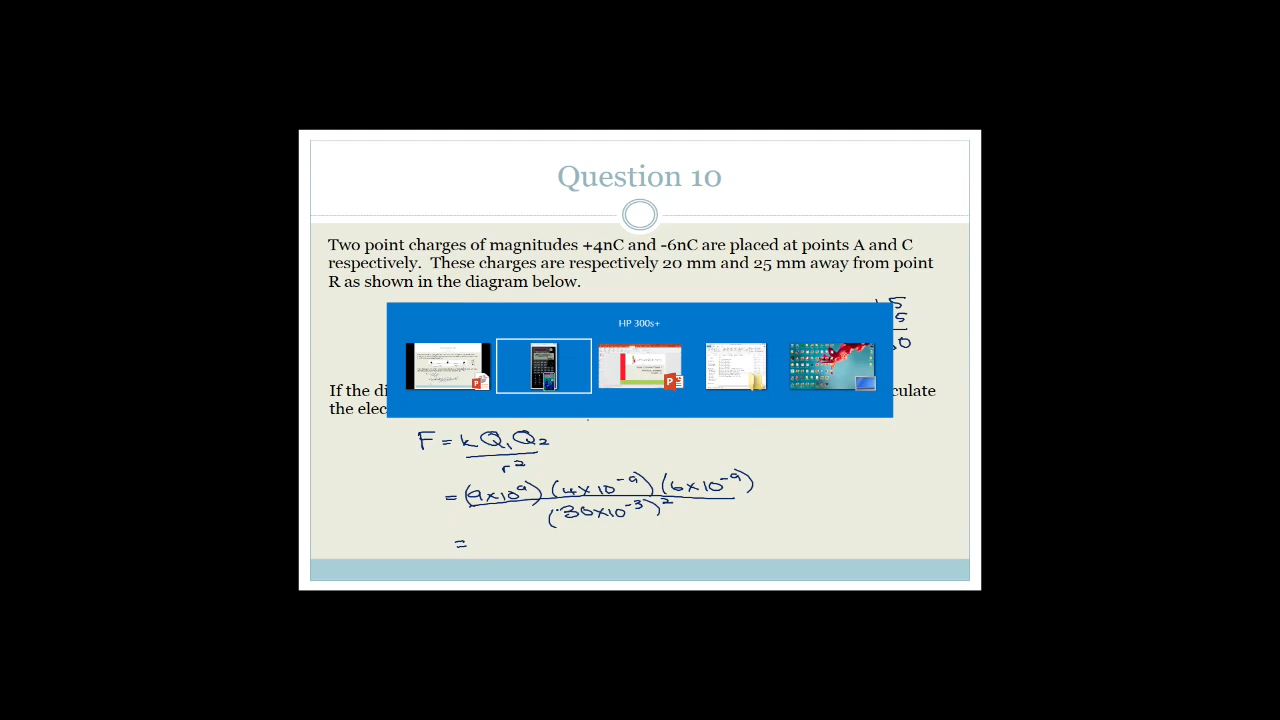 Question 10
Two point charges of magnitudes +4nC and -6nC are placed at points A and C
respectively. These charges are respectively 20 mm and 25 mm away from point
R as shown in the diagram below.
HP 300s+
If the di
culate
the elec
F = kQ₁Q₂
r²
= (9×10⁹) (4×10⁻⁹) (6×10⁻⁹)
(30×10⁻³)²
=